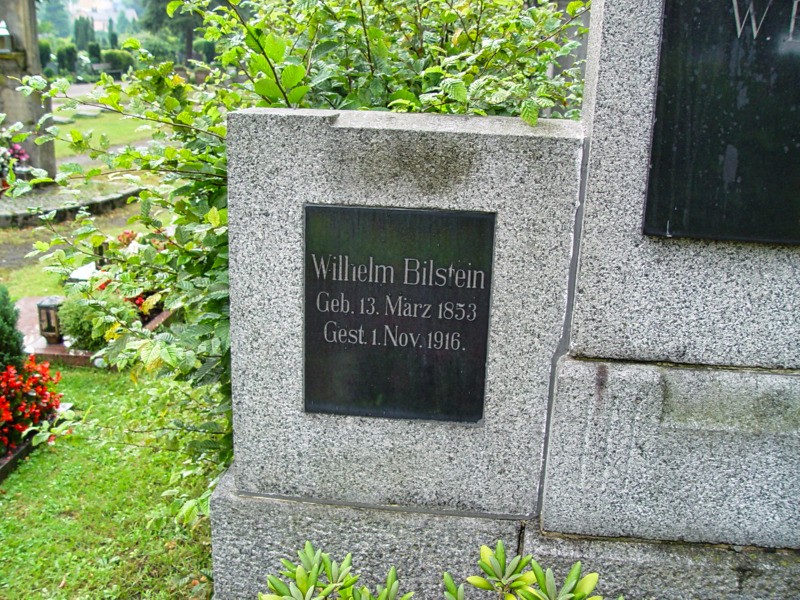 Wilhelm Bilstein
Geb. 13. März 1853
Gest. 1. Nov. 1916.
W